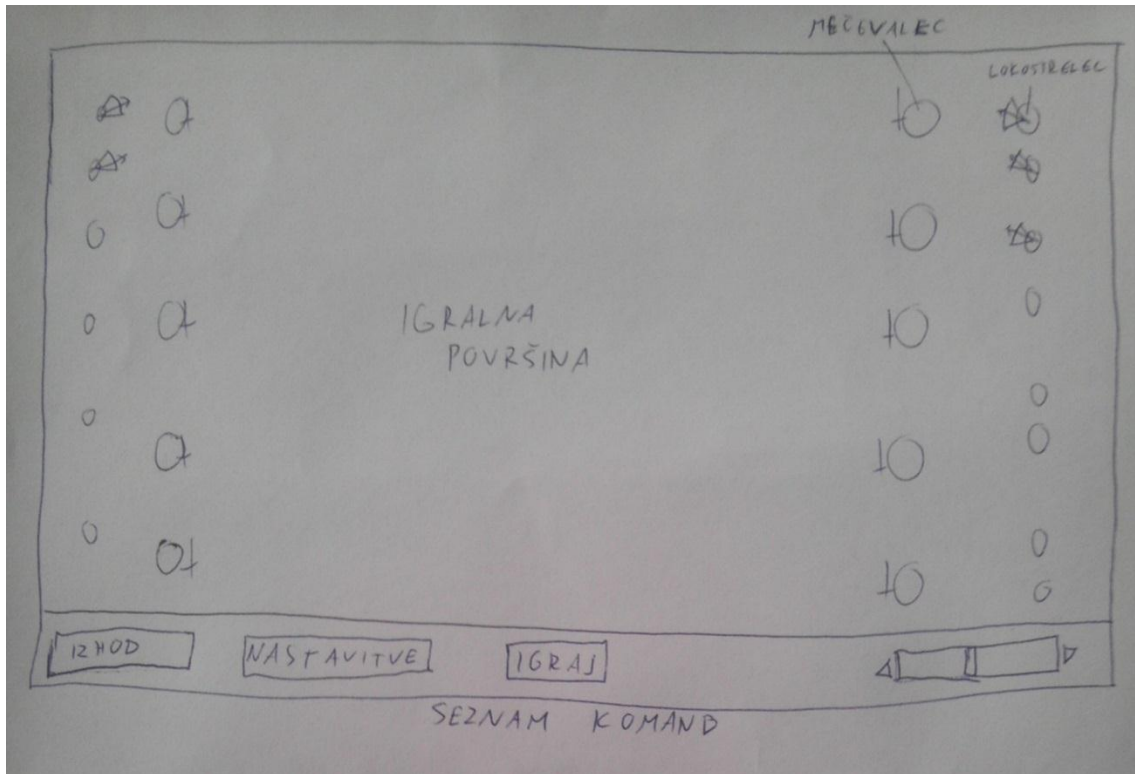 MEČEVALEC
LOKOSTRELEC
IGRALNA
POVRŠINA
IZHOD
NASTAVITVE
IGRAJ
SEZNAM KOMAND